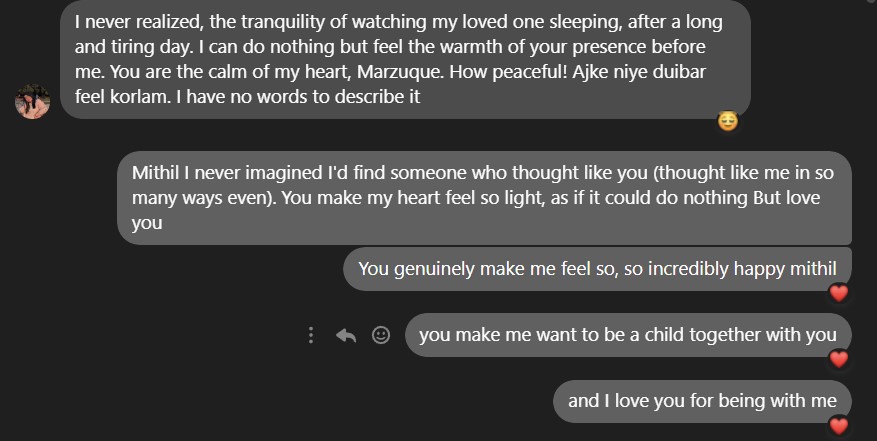 I never realized, the tranquility of watching my loved one sleeping, after a long
and tiring day. I can do nothing but feel the warmth of your presence before
me. You are the calm of my heart, Marzuque. How peaceful! Ajke niye duibar
feel korlam. I have no words to describe it
Mithil I never imagined I'd find someone who thought like you (thought like me in so
many ways even). You make my heart feel so light, as if it could do nothing But love
you
You genuinely make me feel so, so incredibly happy mithil
you make me want to be a child together with you
and I love you for being with me